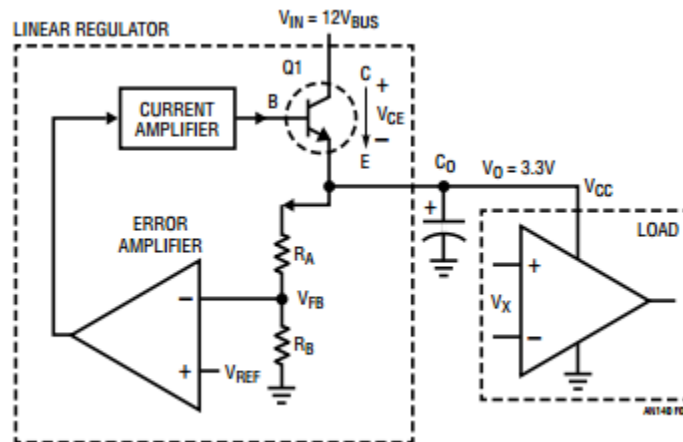 LINEAR REGULATOR
VIN = 12VBUS
Q1
C
+
VCE
−
E
B
CURRENT
AMPLIFIER
CO
VO = 3.3V
VCC
+
LOAD
ERROR
AMPLIFIER
RA
−
VFB
RB
+
VREF
+
VX
−